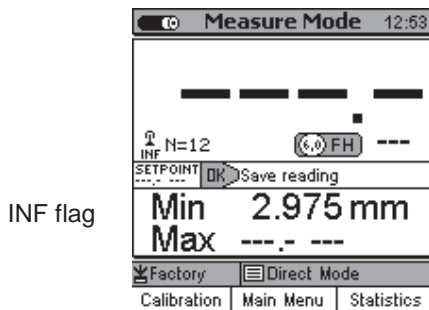 Measure Mode 12:53
---.-
INF N=12 6,0 FH ---
SETPOINT ---.- --- OK Save reading
INF flag
Min 2.975 mm
Max ---.- ---
Factory Direct Mode
Calibration Main Menu Statistics